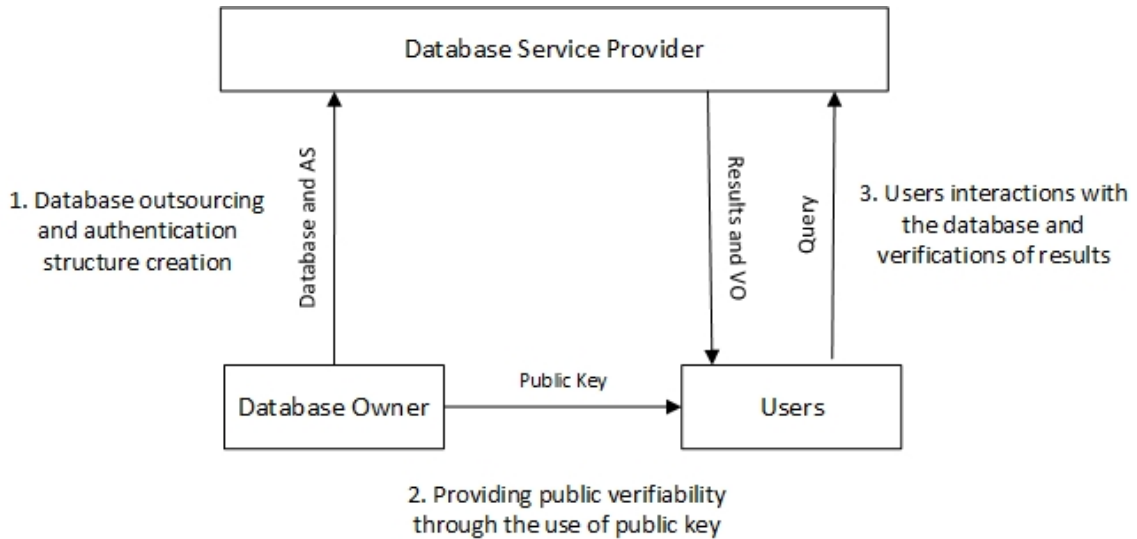 Database Service Provider
1. Database outsourcing
and authentication
structure creation
Database and AS
Results and VO
Query
3. Users interactions with
the database and
verifications of results
Database Owner
Public Key
Users
2. Providing public verifiability
through the use of public key